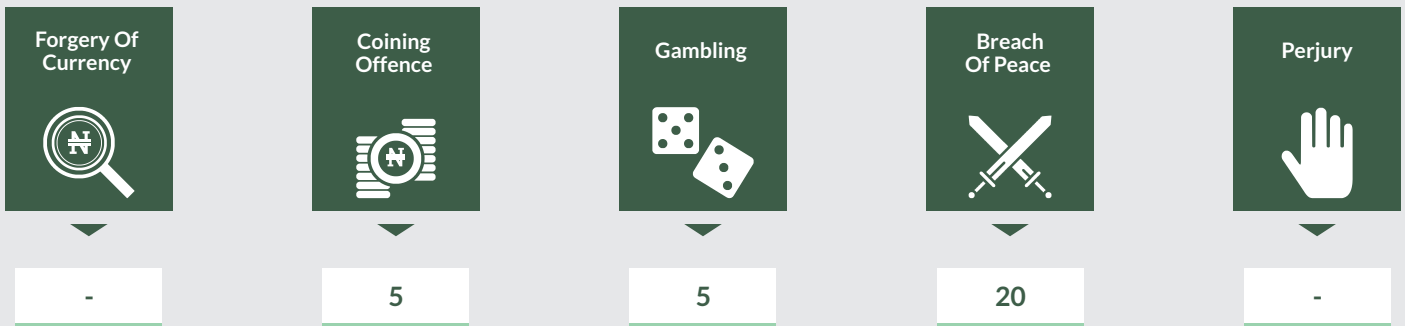 Forgery Of
Currency
Coining
Offence
Gambling
Breach
Of Peace
Perjury
₦
₦
-
5
5
20
-